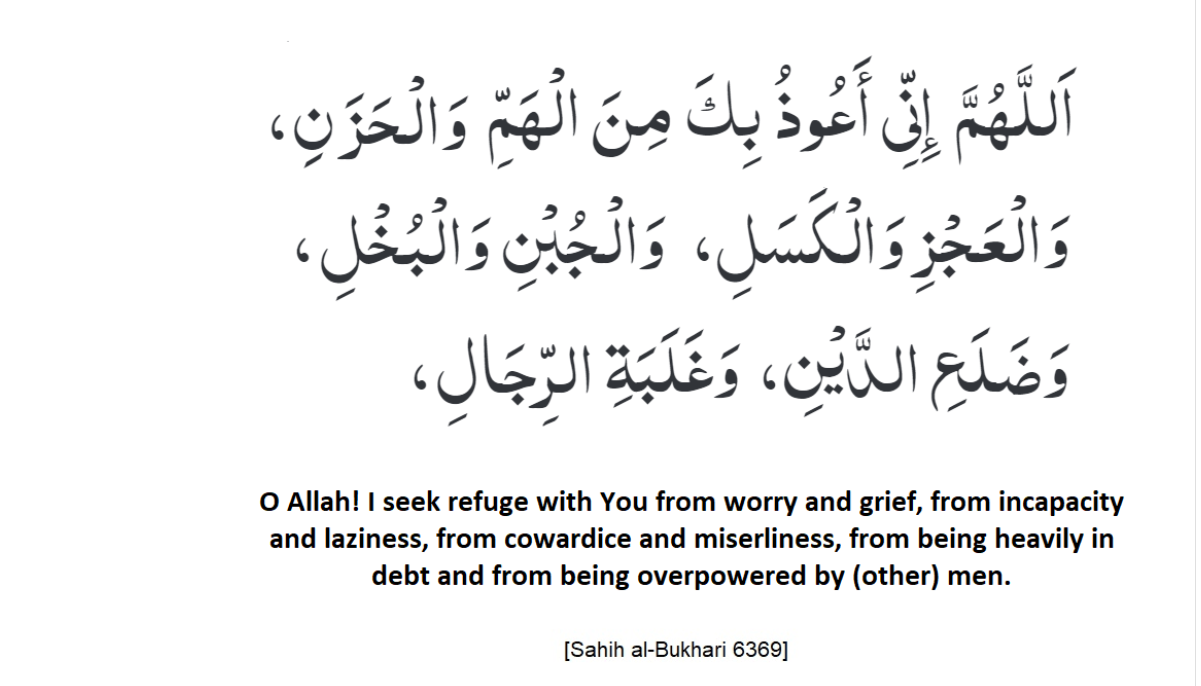 اَللَّهُمَّ إِنِّي أَعُوذُ بِكَ مِنَ الْهَمِّ وَالْحَزَنِ،
وَالْعَجْزِ وَالْكَسَلِ، وَالْجُبْنِ وَالْبُخْلِ،
وَضَلَعِ الدَّيْنِ، وَغَلَبَةِ الرِّجَالِ،
O Allah! I seek refuge with You from worry and grief, from incapacity
and laziness, from cowardice and miserliness, from being heavily in
debt and from being overpowered by (other) men.
[Sahih al-Bukhari 6369]